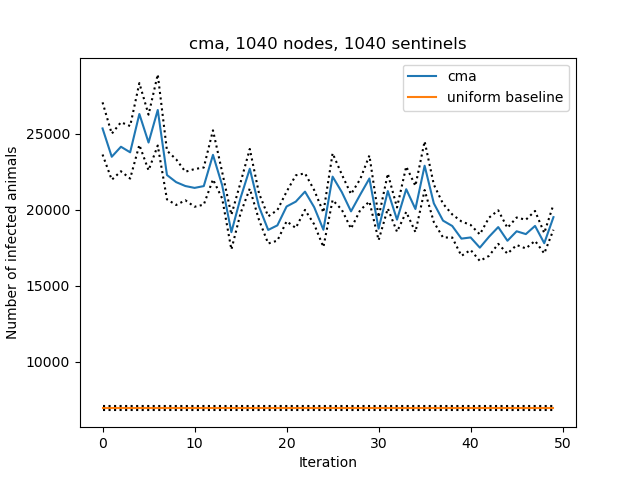 cma, 1040 nodes, 1040 sentinels
cma
uniform baseline
Number of infected animals
25000
20000
15000
10000
0
10
20
30
40
50
Iteration